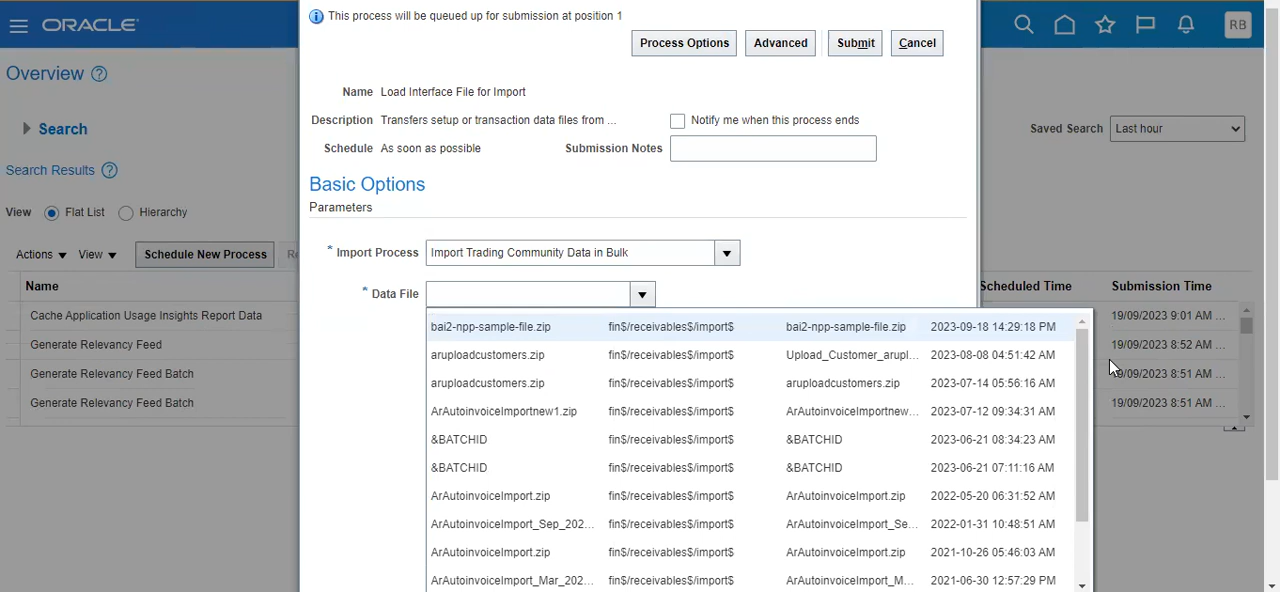 This process will be queued up for submission at position 1
ORACLE
RB
Process Options Advanced Submit Cancel
Overview
Name Load Interface File for Import
Description Transfers setup or transaction data files from ...
Notify me when this process ends
Search
Saved Search Last hour
Schedule As soon as possible
Submission Notes
Search Results
Basic Options
Parameters
View Flat List Hierarchy
Actions View Schedule New Process
* Import Process Import Trading Community Data in Bulk
* Data File
Name
Scheduled Time Submission Time
Cache Application Usage Insights Report Data
19/09/2023 9:01 AM ...
Generate Relevancy Feed
19/09/2023 8:52 AM ...
Generate Relevancy Feed Batch
19/09/2023 8:51 AM ...
Generate Relevancy Feed Batch
19/09/2023 8:51 AM ...
bai2-npp-sample-file.zip fin$/receivables$/import$ bai2-npp-sample-file.zip 2023-09-18 14:29:18 PM
aruploadcustomers.zip fin$/receivables$/import$ Upload_Customer_arupl... 2023-08-08 04:51:42 AM
aruploadcustomers.zip fin$/receivables$/import$ aruploadcustomers.zip 2023-07-14 05:56:16 AM
ArAutoinvoiceImportnew1.zip fin$/receivables$/import$ ArAutoinvoiceImportnew... 2023-07-12 09:34:31 AM
&BATCHID fin$/receivables$/import$ &BATCHID 2023-06-21 08:34:23 AM
&BATCHID fin$/receivables$/import$ &BATCHID 2023-06-21 07:11:16 AM
ArAutoinvoiceImport.zip fin$/receivables$/import$ ArAutoinvoiceImport.zip 2022-05-20 06:31:52 AM
ArAutoinvoiceImport_Sep_202... fin$/receivables$/import$ ArAutoinvoiceImport_Se... 2022-01-31 10:48:51 AM
ArAutoinvoiceImport.zip fin$/receivables$/import$ ArAutoinvoiceImport.zip 2021-10-26 05:46:03 AM
ArAutoinvoiceImport_Mar_202... fin$/receivables$/import$ ArAutoinvoiceImport_M... 2021-06-30 12:57:29 PM